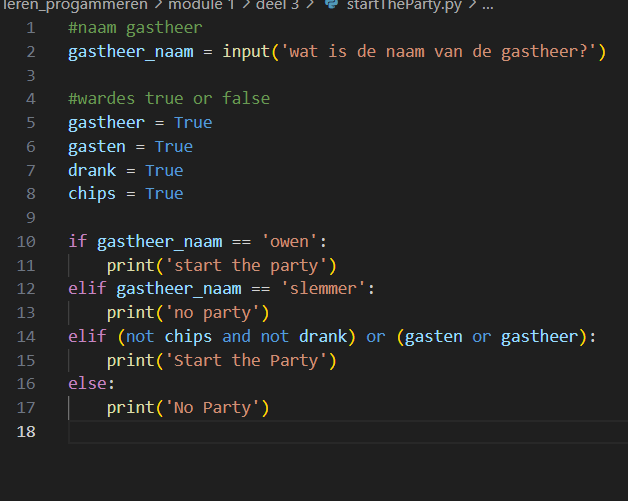 leren_progammeren > module 1 > deel 3 > startTheParty.py > ...
1 #naam gastheer
2 gastheer_naam = input('wat is de naam van de gastheer?')
3
4 #wardes true or false
5 gastheer = True
6 gasten = True
7 drank = True
8 chips = True
9
10 if gastheer_naam == 'owen':
11     print('start the party')
12 elif gastheer_naam == 'slemmer':
13     print('no party')
14 elif (not chips and not drank) or (gasten or gastheer):
15     print('Start the Party')
16 else:
17     print('No Party')
18